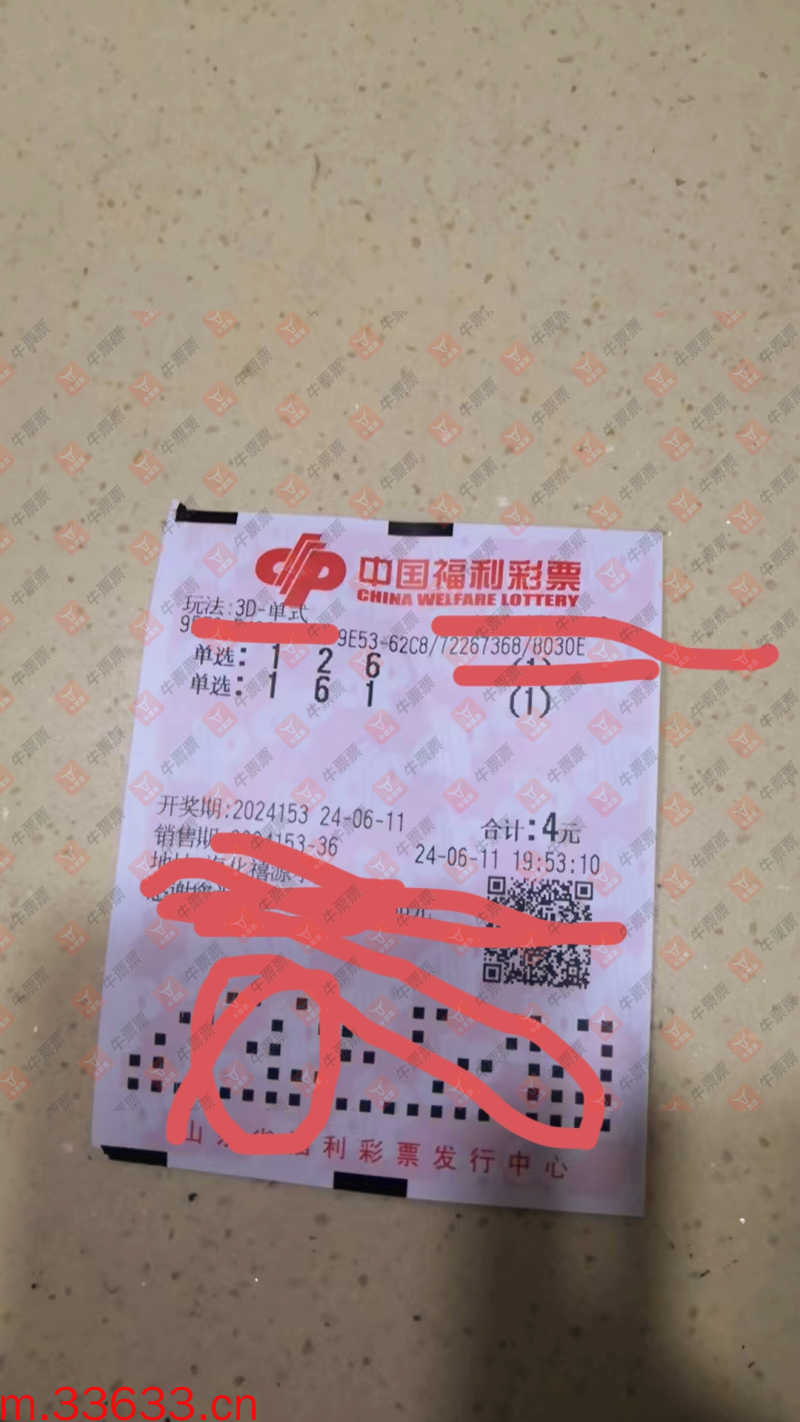 中国福利彩票
CHINA WELFARE LOTTERY
玩法:3D-单式
9E53-62C8/72267368/8030E
单选: 1 2 6 (1)
单选: 1 6 1 (1)
开奖期:2024153 24-06-11 合计:4元
销售期:2024153-36 24-06-11 19:53:10
福利彩票发行中心
牛票票
m.33633.cn